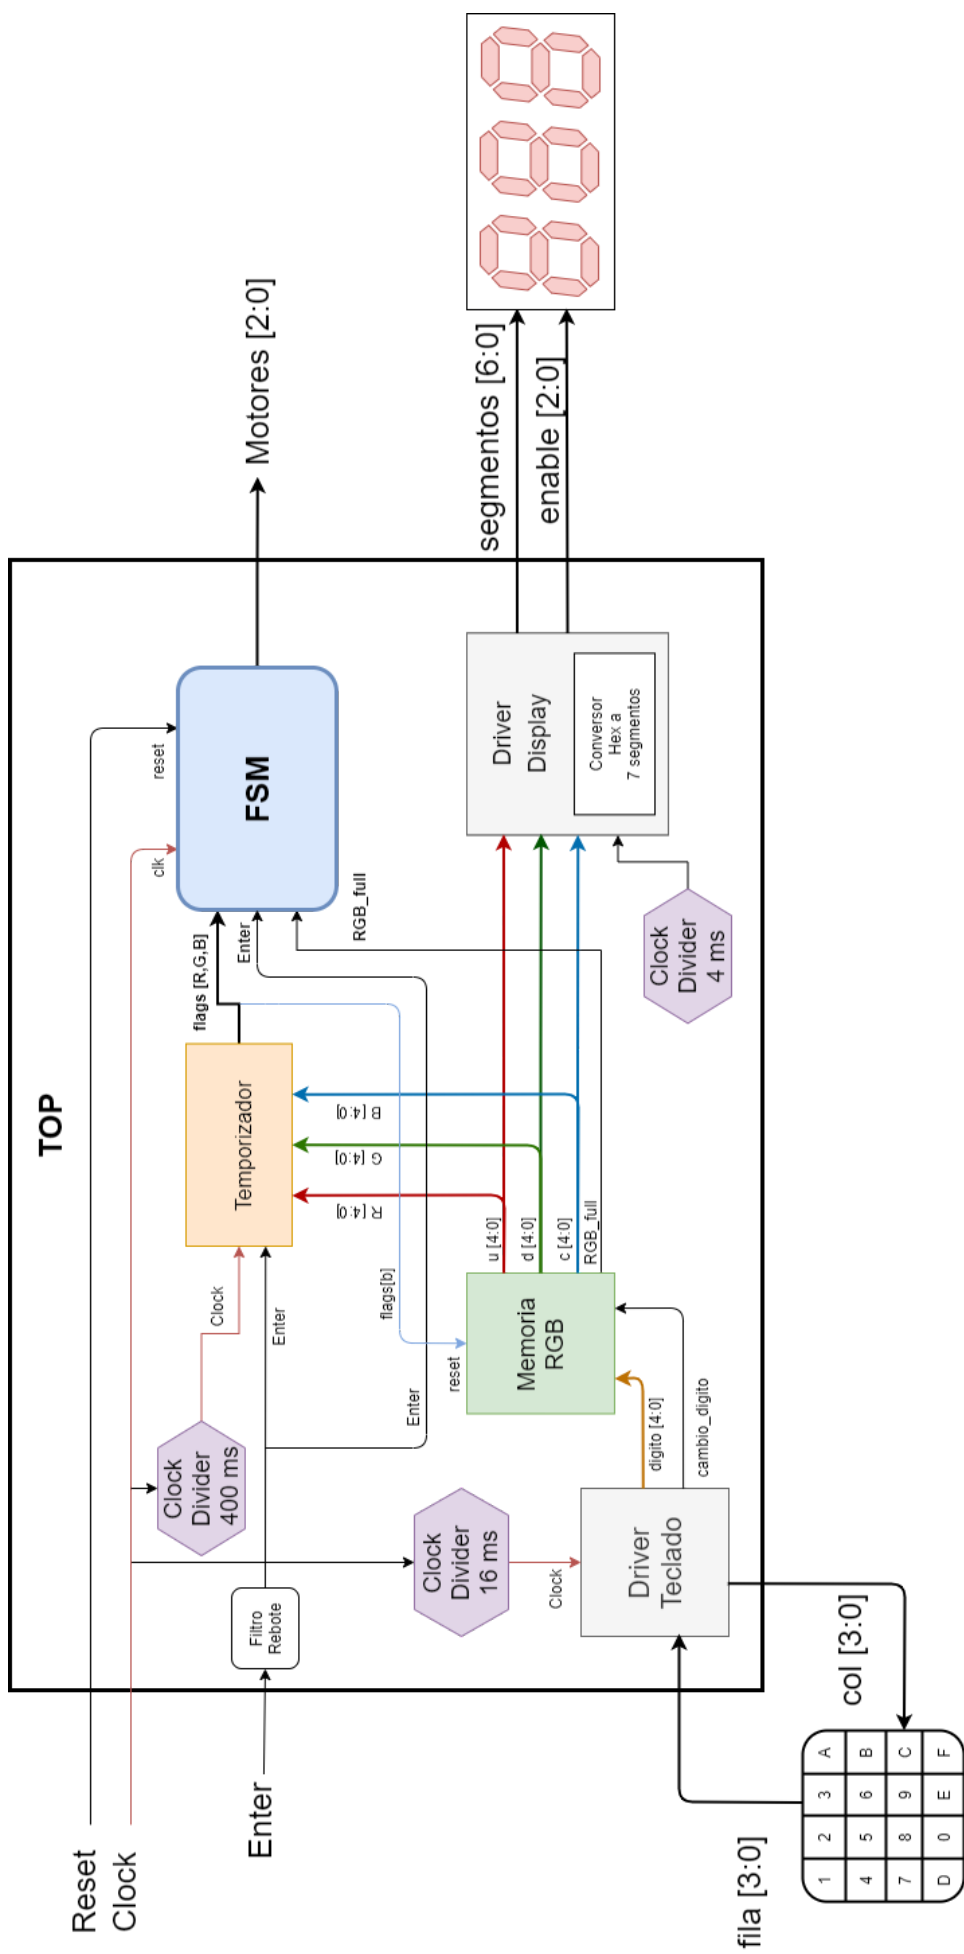 TOP
Reset
Clock
Enter
Filtro
Rebote
Clock
Divider
400 ms
Clock
Enter
Temporizador
flags [R,G,B]
Enter
RGB_full
clk
reset
FSM
Motores [2:0]
R [4:0]
G [4:0]
B [4:0]
flags[b]
Enter
reset
Memoria
RGB
u [4:0]
d [4:0]
c [4:0]
RGB_full
Clock
Divider
16 ms
Clock
Driver
Teclado
digito [4:0]
cambio_digito
Clock
Divider
4 ms
Driver
Display
Conversor
Hex a
7 segmentos
segmentos [6:0]
enable [2:0]
fila [3:0]
col [3:0]
1 2 3 A
4 5 6 B
7 8 9 C
D 0 E F